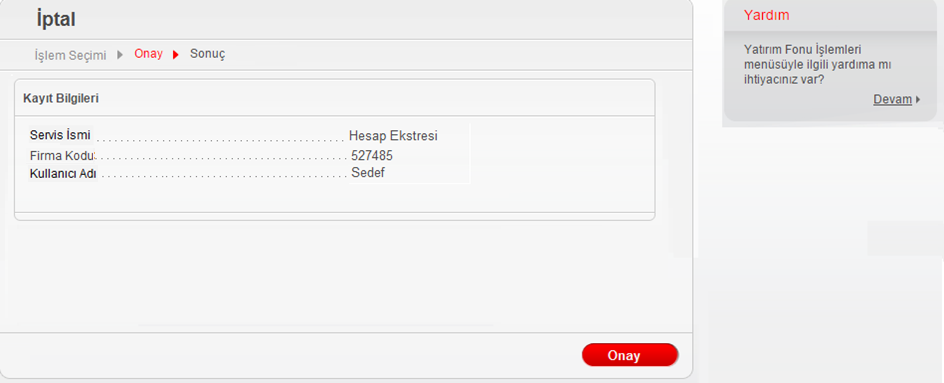 İptal
İşlem Seçimi Onay Sonuç
Kayıt Bilgileri
Servis İsmi Hesap Ekstresi
Firma Kodu: 527485
Kullanıcı Adı Sedef
Onay
Yardım
Yatırım Fonu İşlemleri
menüsüyle ilgili yardıma mı
ihtiyacınız var?
Devam